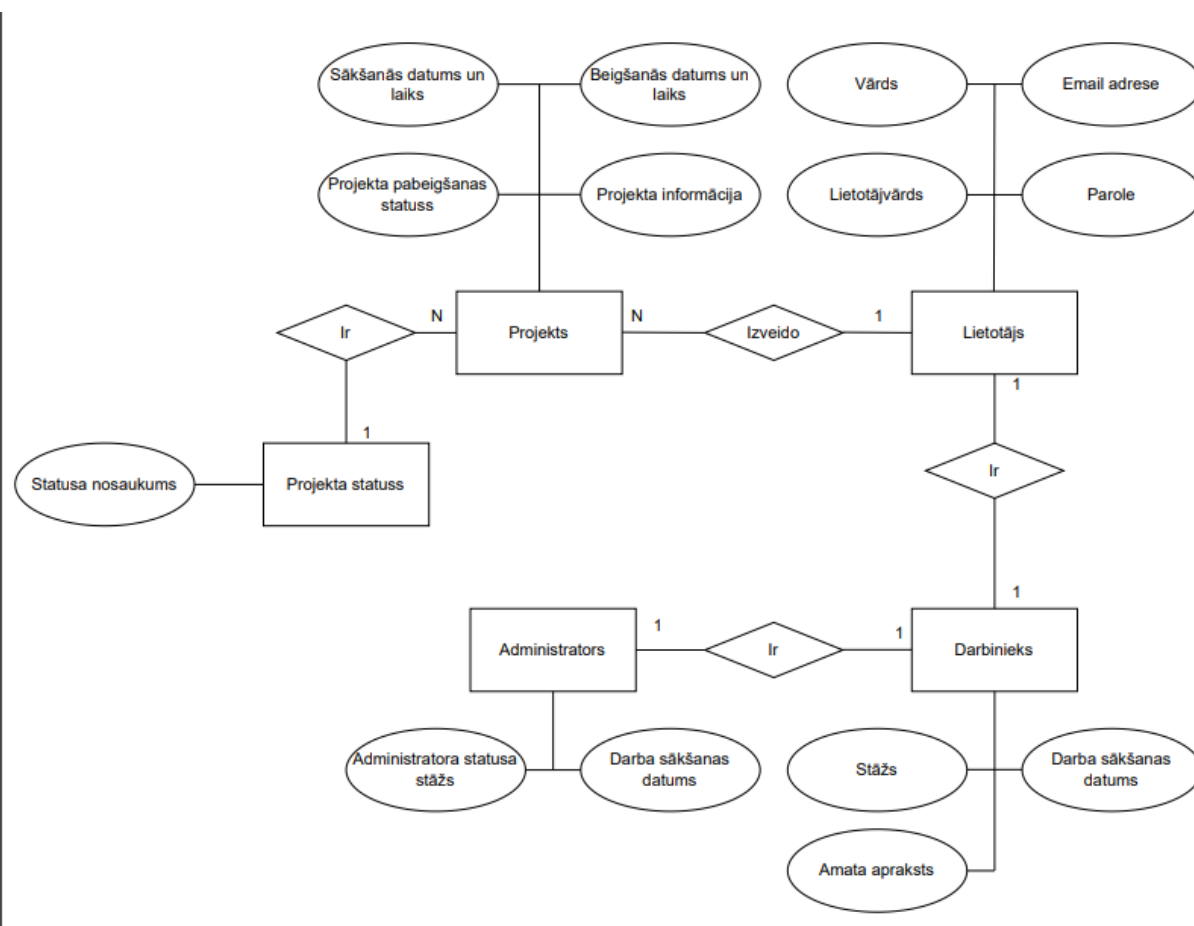 Sākšanās datums un
laiks
Beigšanās datums un
laiks
Vārds
Email adrese
Projekta pabeigšanas
statuss
Projekta informācija
Lietotājvārds
Parole
Ir
N
Projekts
N
Izveido
1
Lietotājs
1
1
Statusa nosaukums
Projekta statuss
Ir
1
Administrators
1
Ir
1
Darbinieks
Administratora statusa
stāžs
Darba sākšanas
datums
Stāžs
Darba sākšanas
datums
Amata apraksts